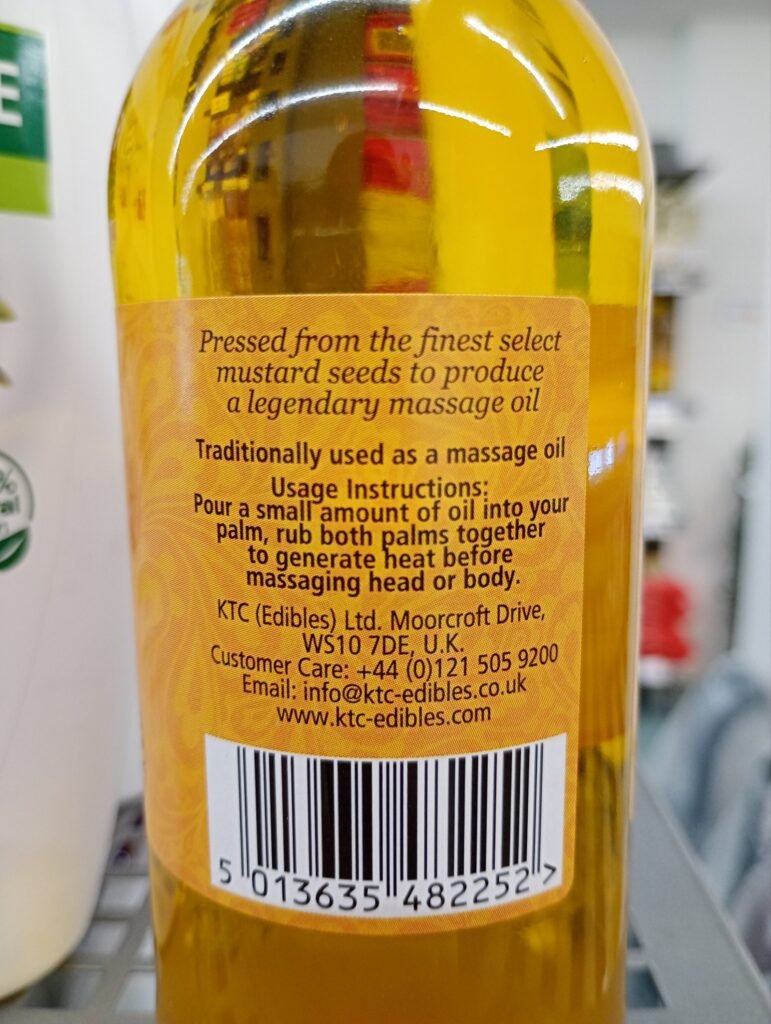 E
Pressed from the finest select
mustard seeds to produce
a legendary massage oil
Traditionally used as a massage oil
Usage Instructions:
Pour a small amount of oil into your
palm, rub both palms together
to generate heat before
massaging head or body.
KTC (Edibles) Ltd. Moorcroft Drive,
WS10 7DE, U.K.
Customer Care: +44 (0)121 505 9200
Email: info@ktc-edibles.co.uk
www.ktc-edibles.com
5 013635 482252 >